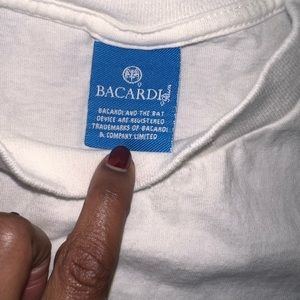 BACARDI
BACARDI AND THE BAT
DEVICE ARE REGISTERED
TRADEMARKS OF BACARDI
& COMPANY LIMITED